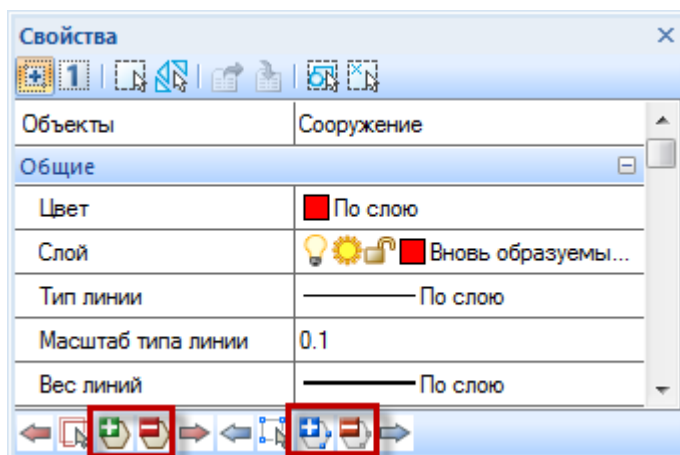 Свойства
1
Объекты Сооружение
Общие
Цвет По слою
Слой Вновь образуемы...
Тип линии По слою
Масштаб типа линии 0.1
Вес линий По слою